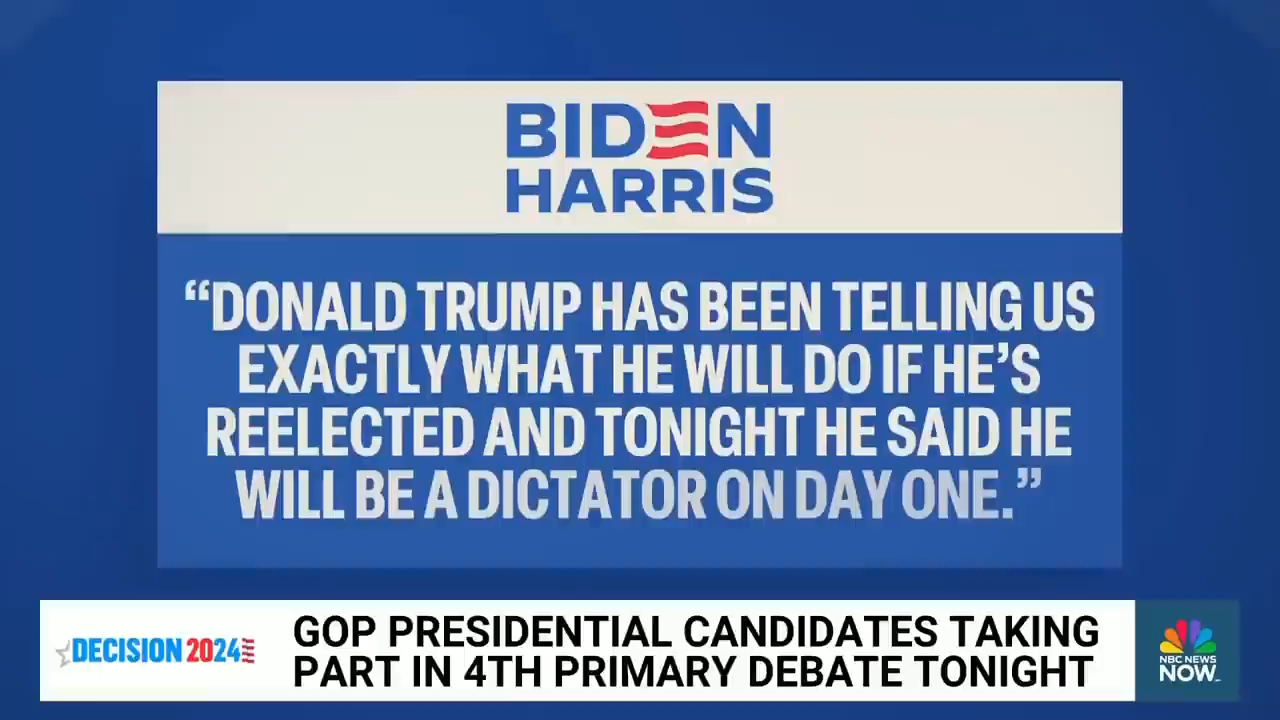 BIDEN
HARRIS
“DONALD TRUMP HAS BEEN TELLING US
EXACTLY WHAT HE WILL DO IF HE’S
REELECTED AND TONIGHT HE SAID HE
WILL BE A DICTATOR ON DAY ONE.”
DECISION 2024
GOP PRESIDENTIAL CANDIDATES TAKING
PART IN 4TH PRIMARY DEBATE TONIGHT
NBC NEWS
NOW